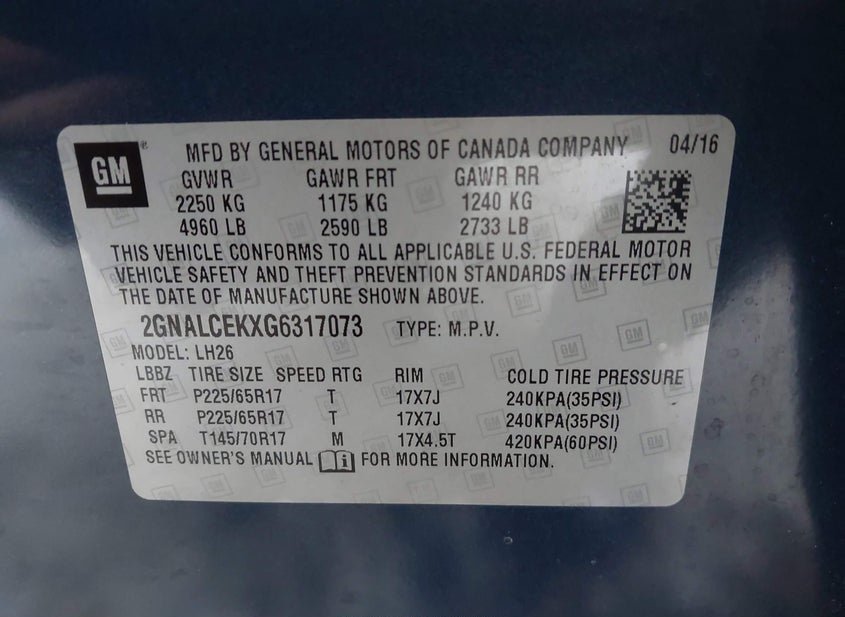 GM ®
MFD BY GENERAL MOTORS OF CANADA COMPANY 04/16
GVWR GAWR FRT GAWR RR
2250 KG 1175 KG 1240 KG
4960 LB 2590 LB 2733 LB
THIS VEHICLE CONFORMS TO ALL APPLICABLE U.S. FEDERAL MOTOR
VEHICLE SAFETY AND THEFT PREVENTION STANDARDS IN EFFECT ON
THE DATE OF MANUFACTURE SHOWN ABOVE.
2GNALCEKXG6317073 TYPE: M.P.V.
MODEL: LH26
LBBZ TIRE SIZE SPEED RTG RIM COLD TIRE PRESSURE
FRT P225/65R17 T 17X7J 240KPA(35PSI)
RR P225/65R17 T 17X7J 240KPA(35PSI)
SPA T145/70R17 M 17X4.5T 420KPA(60PSI)
SEE OWNER'S MANUAL FOR MORE INFORMATION.